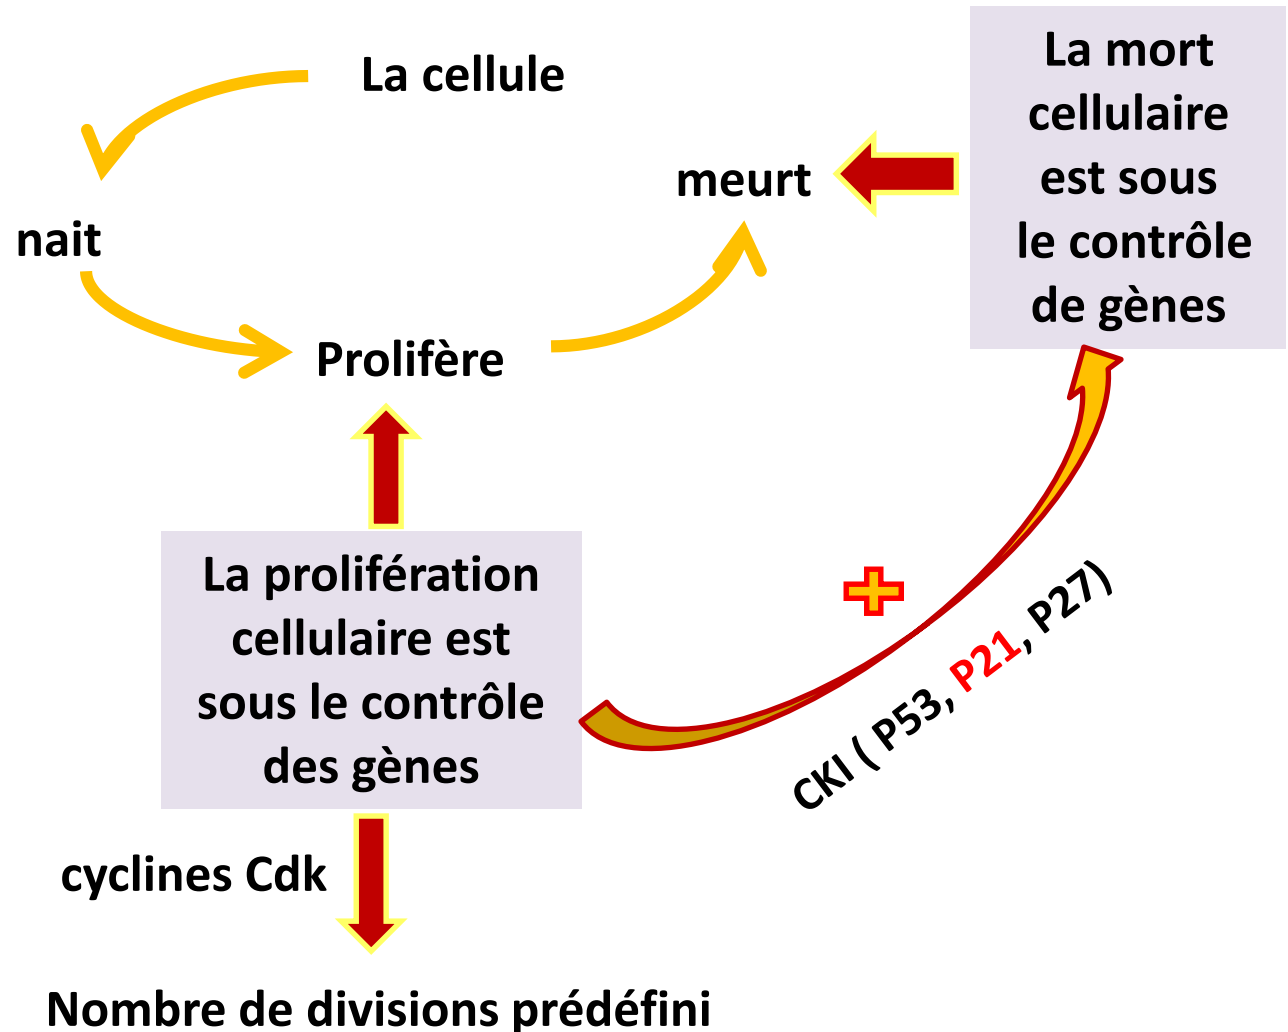 La cellule
nait
Prolifère
meurt
La mort
cellulaire
est sous
le contrôle
de gènes
La prolifération
cellulaire est
sous le contrôle
des gènes
CKI ( P53, P21, P27)
cyclines Cdk
Nombre de divisions prédéfini